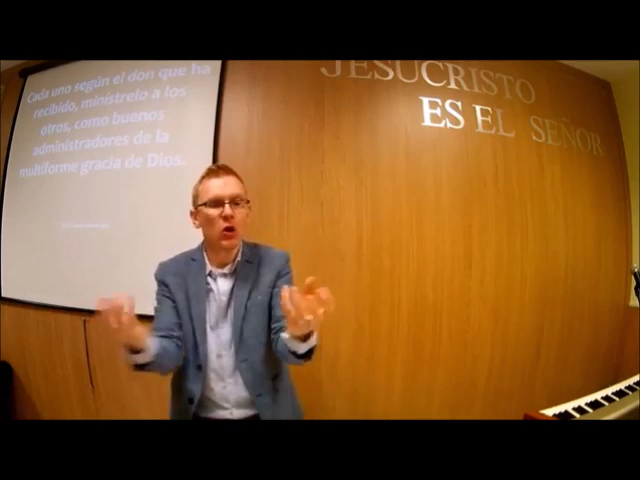 Cada uno según el don que ha
recibido, minístrelo a los
otros, como buenos
administradores de la
multiforme gracia de Dios.
JESUCRISTO
ES EL SEÑOR